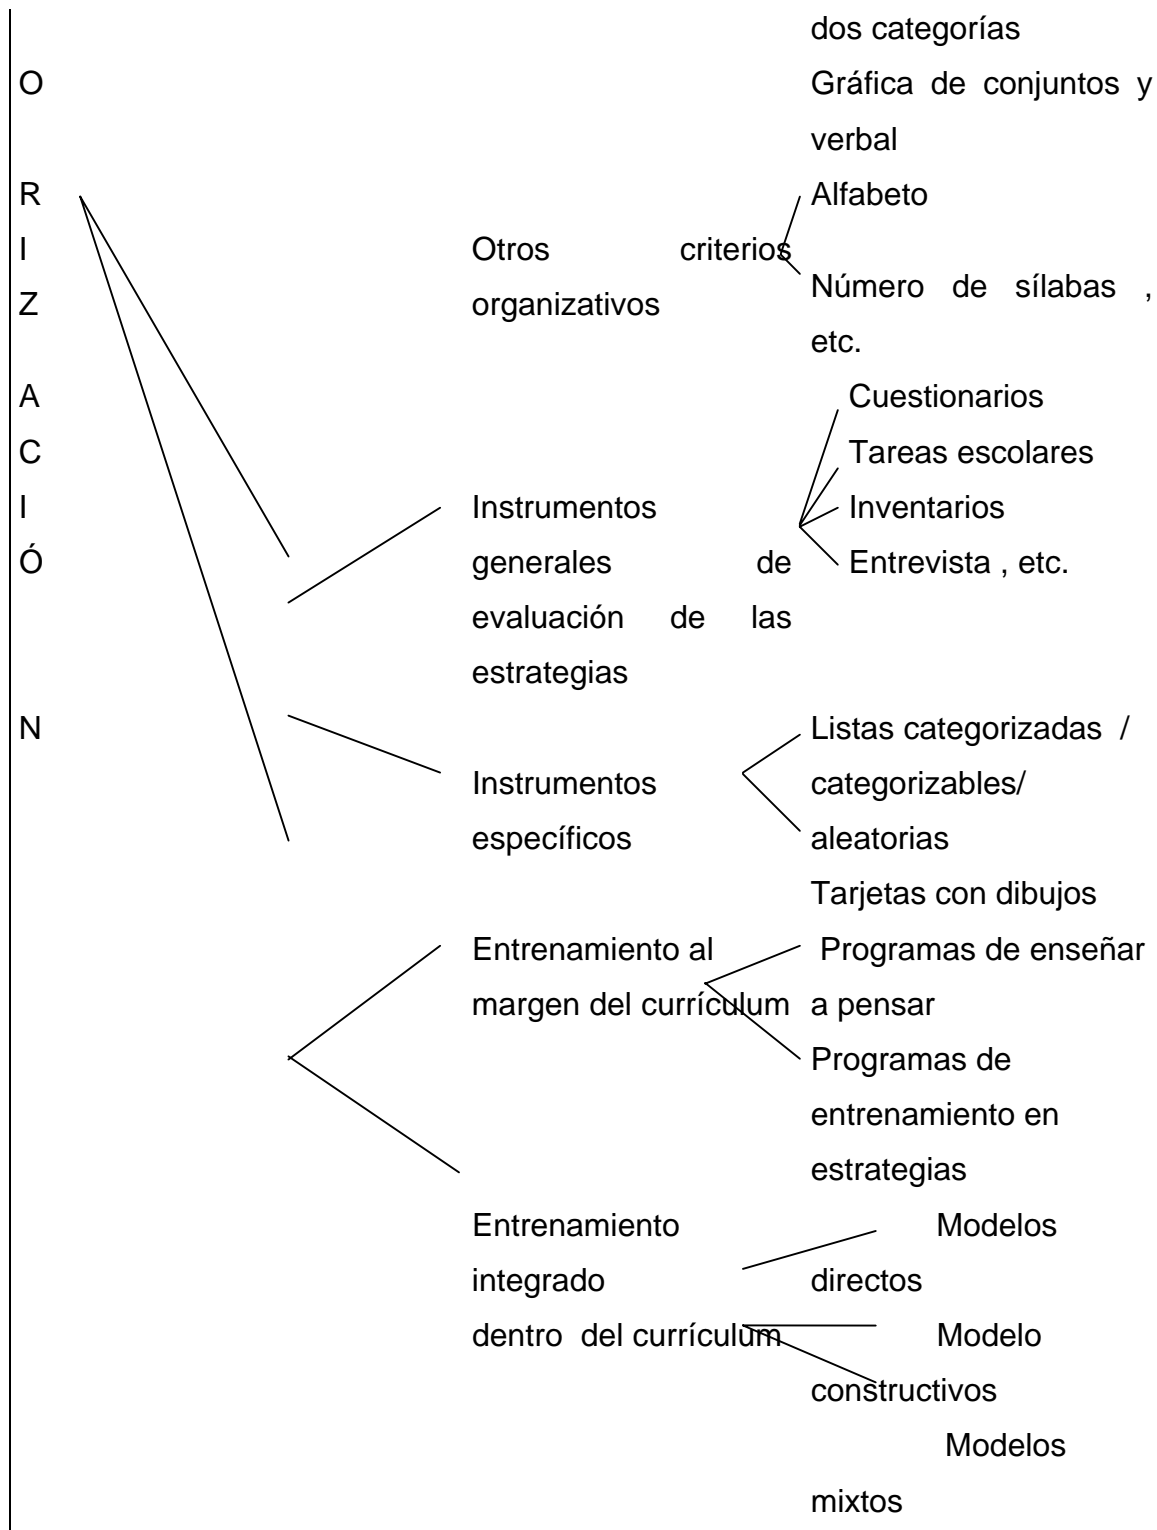 dos categorías
O
Gráfica de conjuntos y
verbal
R
Alfabeto
I
Otros criterios
Número de sílabas ,
Z
organizativos
etc.
A
Cuestionarios
C
Tareas escolares
I
Instrumentos
Inventarios
Ó
generales de
Entrevista , etc.
evaluación de las
estrategias
N
Listas categorizadas /
Instrumentos
categorizables/
específicos
aleatorias
Tarjetas con dibujos
Entrenamiento al
Programas de enseñar
margen del currículum
a pensar
Programas de
entrenamiento en
estrategias
Entrenamiento
Modelos
integrado
directos
dentro del currículum
Modelo
constructivos
Modelos
mixtos